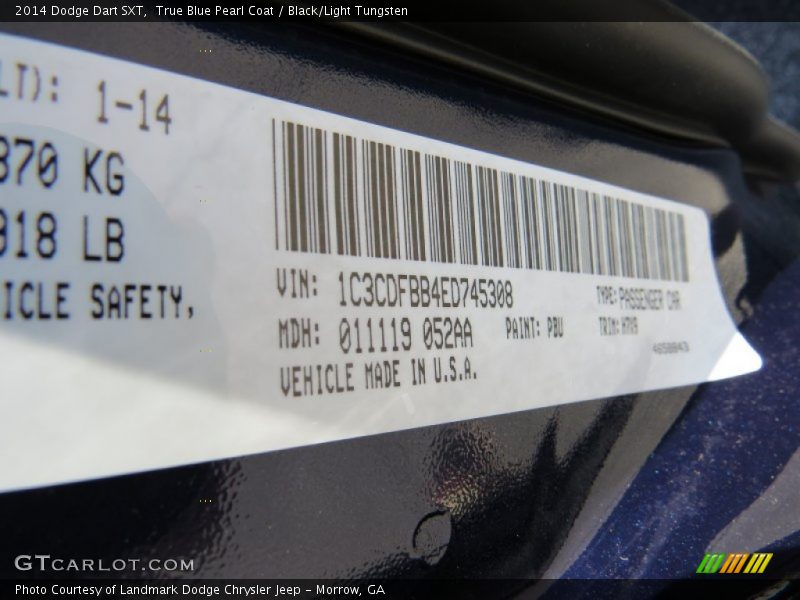 2014 Dodge Dart SXT, True Blue Pearl Coat / Black/Light Tungsten
LT): 1-14
870 KG
818 LB
ICLE SAFETY,
VIN: 1C3CDFBB4ED745308
TYPE: PASSENGER CAR
MDH: 011119 052AA
PAINT: PBU
TRIM:
VEHICLE MADE IN U.S.A.
GTCARLOT.COM
Photo Courtesy of Landmark Dodge Chrysler Jeep - Morrow, GA